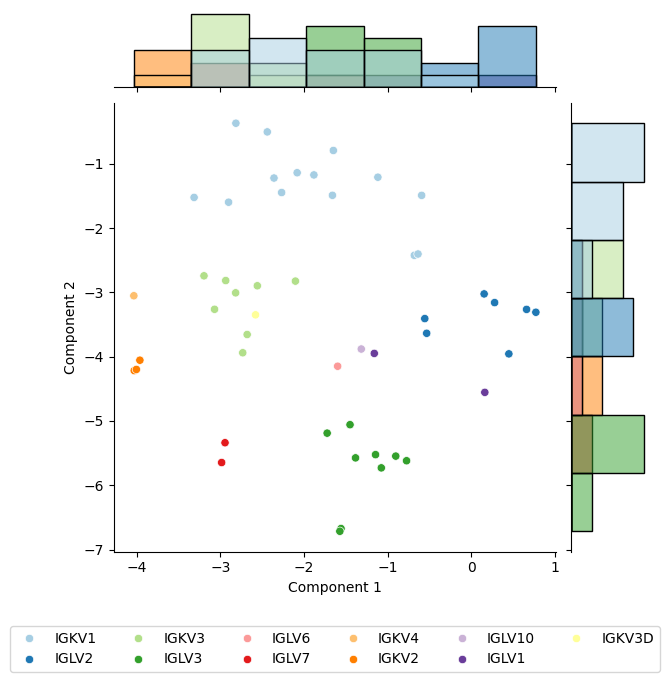 −1
−2
−3
−4
−5
−6
−7
Component 2
−4 −3 −2 −1 0 1
Component 1
IGKV1 IGKV3 IGLV6 IGKV4 IGLV10 IGKV3D
IGLV2 IGLV3 IGLV7 IGKV2 IGLV1